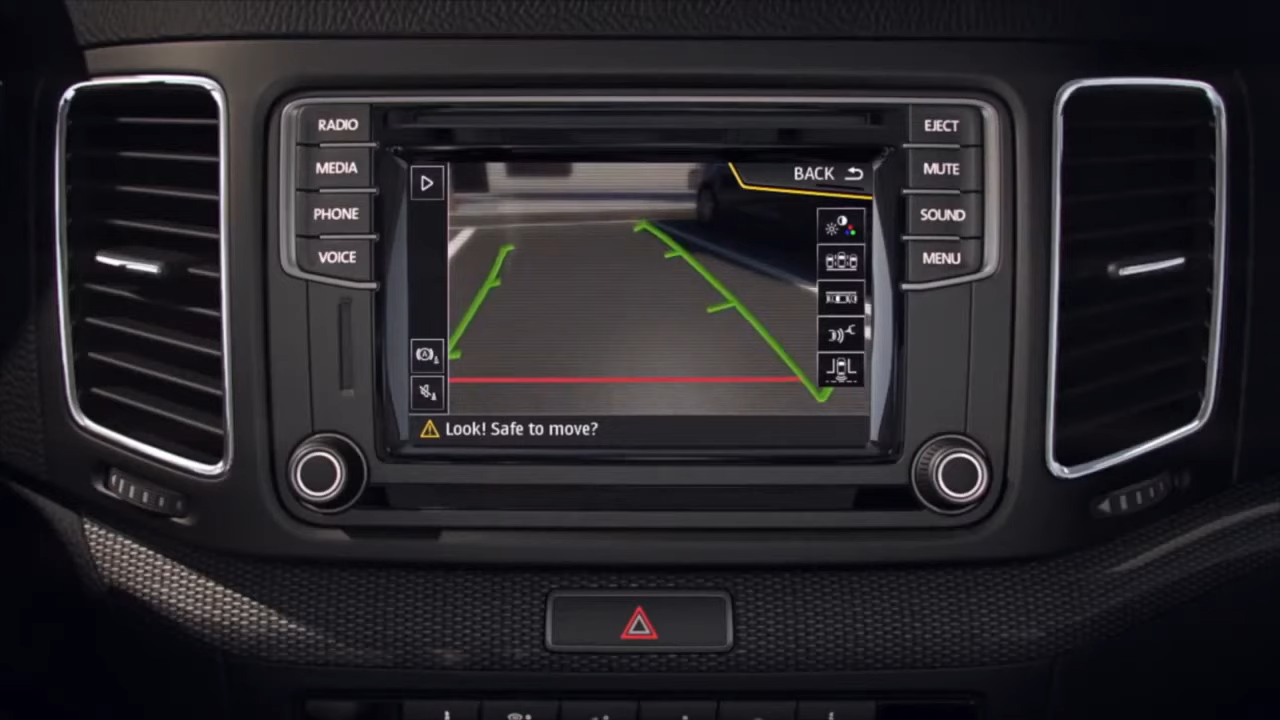 RADIO
MEDIA
PHONE
VOICE
EJECT
MUTE
SOUND
MENU
BACK
Look! Safe to move?